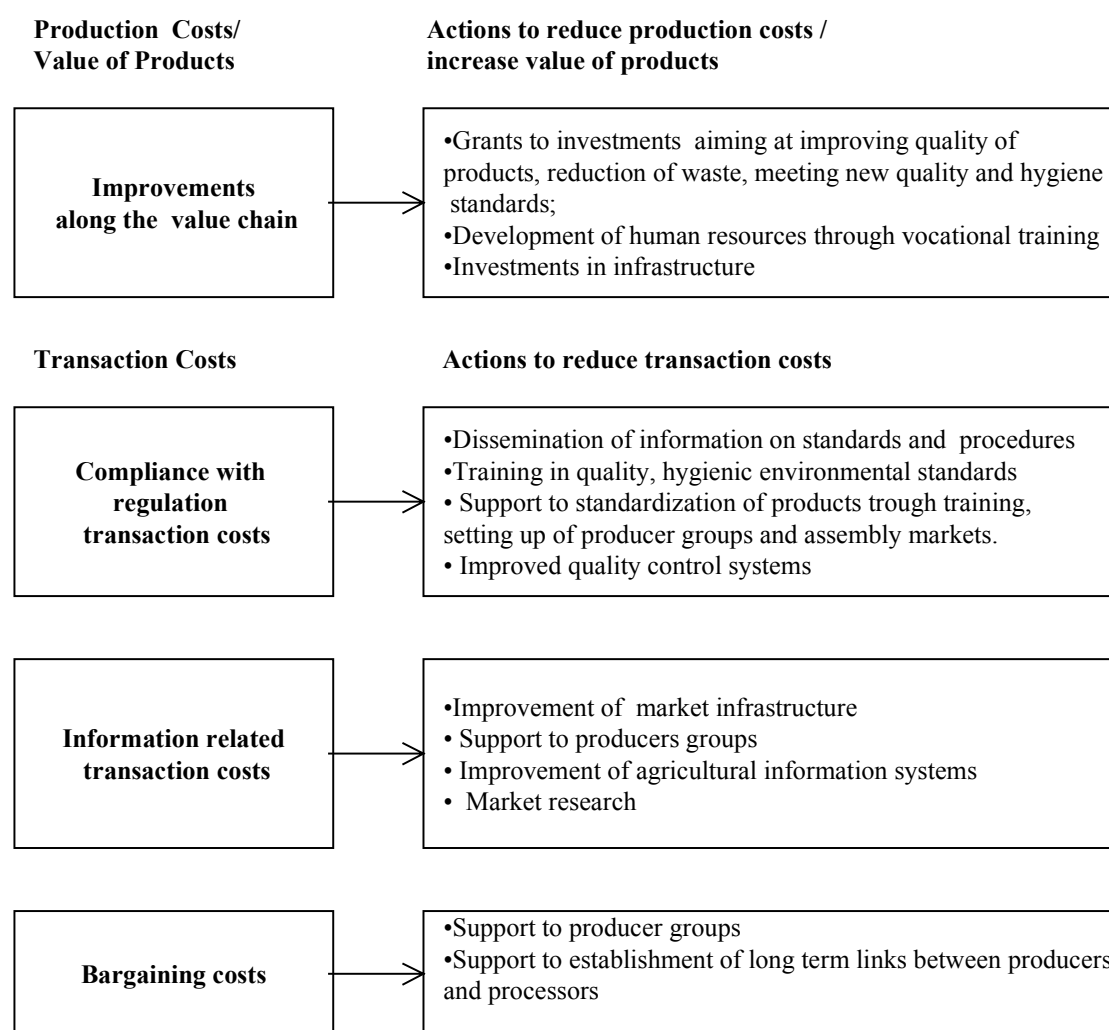 Production Costs/
Value of Products
Actions to reduce production costs /
increase value of products
Improvements
along the value chain
•Grants to investments aiming at improving quality of
products, reduction of waste, meeting new quality and hygiene
standards;
•Development of human resources through vocational training
•Investments in infrastructure
Transaction Costs
Actions to reduce transaction costs
Compliance with
regulation
transaction costs
•Dissemination of information on standards and procedures
•Training in quality, hygienic environmental standards
• Support to standardization of products trough training,
setting up of producer groups and assembly markets.
• Improved quality control systems
Information related
transaction costs
•Improvement of market infrastructure
• Support to producers groups
• Improvement of agricultural information systems
• Market research
Bargaining costs
•Support to producer groups
•Support to establishment of long term links between producers
and processors